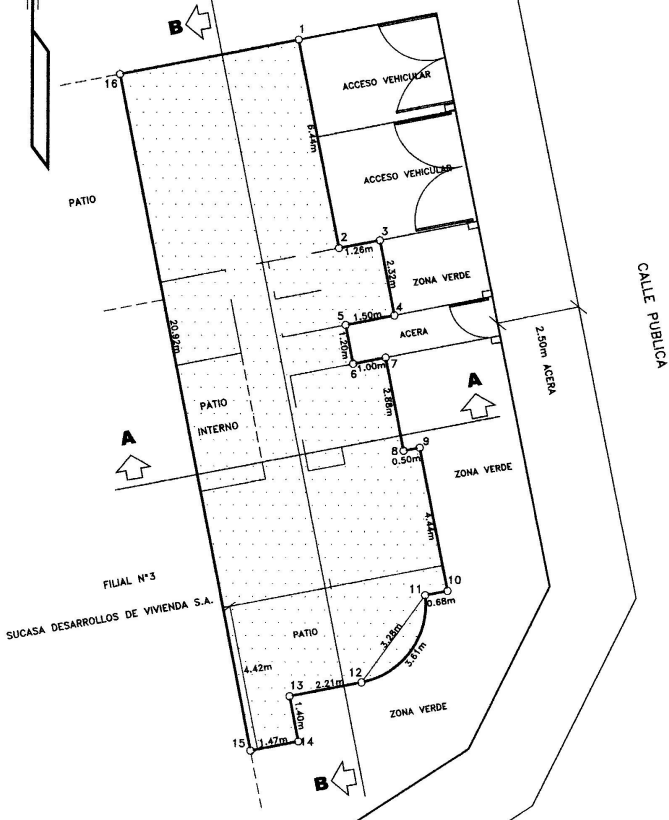 B
1
16
ACCESO VEHICULAR
6.44m
ACCESO VEHICULAR
PATIO
2
3
1.26m
CALLE PUBLICA
2.32m
ZONA VERDE
4
5
1.50m
ACERA
20.92m
1.20m
2.50m ACERA
6
7
1.00m
2.88m
A
PATIO
INTERNO
A
8
9
0.50m
ZONA VERDE
4.44m
FILIAL N°3
SUCASA DESARROLLOS DE VIVIENDA S.A.
10
11
0.68m
PATIO
3.28m
3.61m
4.42m
12
13
2.21m
1.40m
ZONA VERDE
15
1.47m
14
B